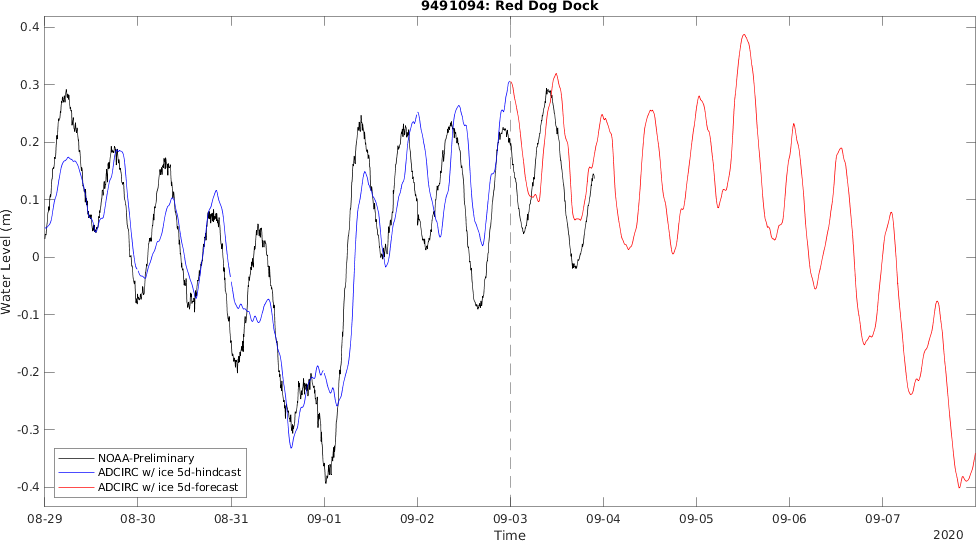 9491094: Red Dog Dock
0.4
0.3
0.2
0.1
0
-0.1
-0.2
-0.3
-0.4
Water Level (m)
NOAA-Preliminary
ADCIRC w/ ice 5d-hindcast
ADCIRC w/ ice 5d-forecast
08-29 08-30 08-31 09-01 09-02 09-03 09-04 09-05 09-06 09-07
Time
2020